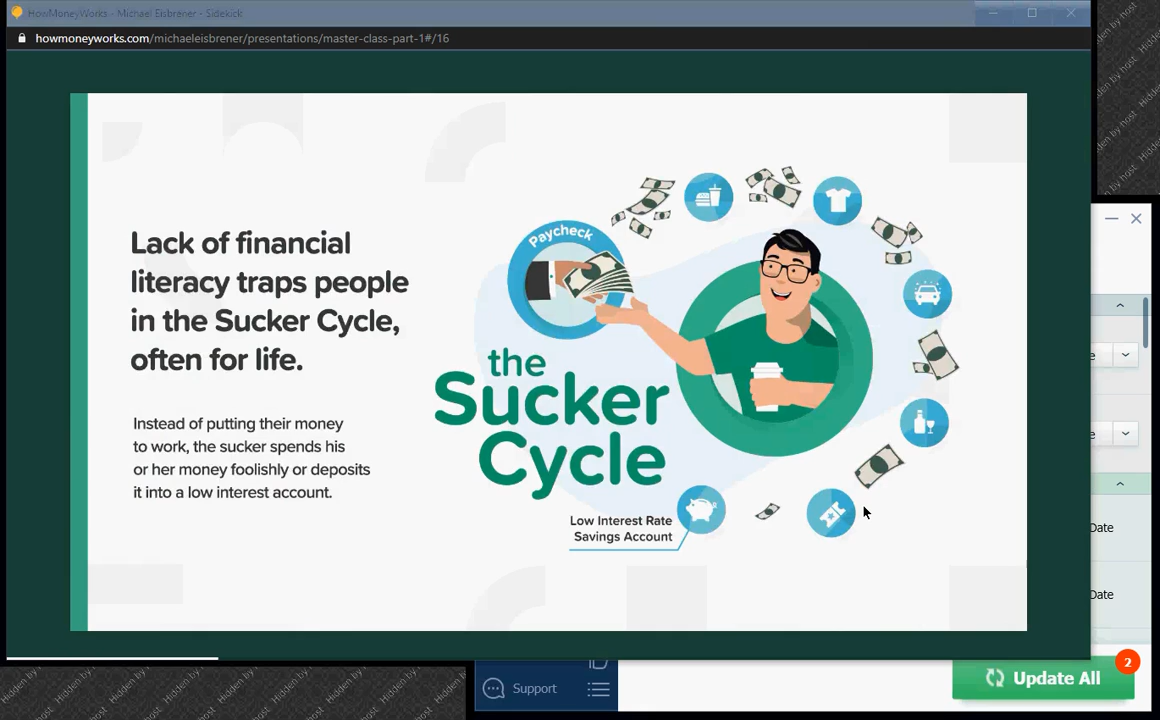 HowMoneyWorks - Michael Eisbrener - Sidekick
howmoneyworks.com/michaeleisbrener/presentations/master-class-part-1#/16
Lack of financial
literacy traps people
in the Sucker Cycle,
often for life.
Instead of putting their money
to work, the sucker spends his
or her money foolishly or deposits
it into a low interest account.
Paycheck
the
Sucker
Cycle
Low Interest Rate
Savings Account
Date
Date
Support
Update All
2
Hidden by host